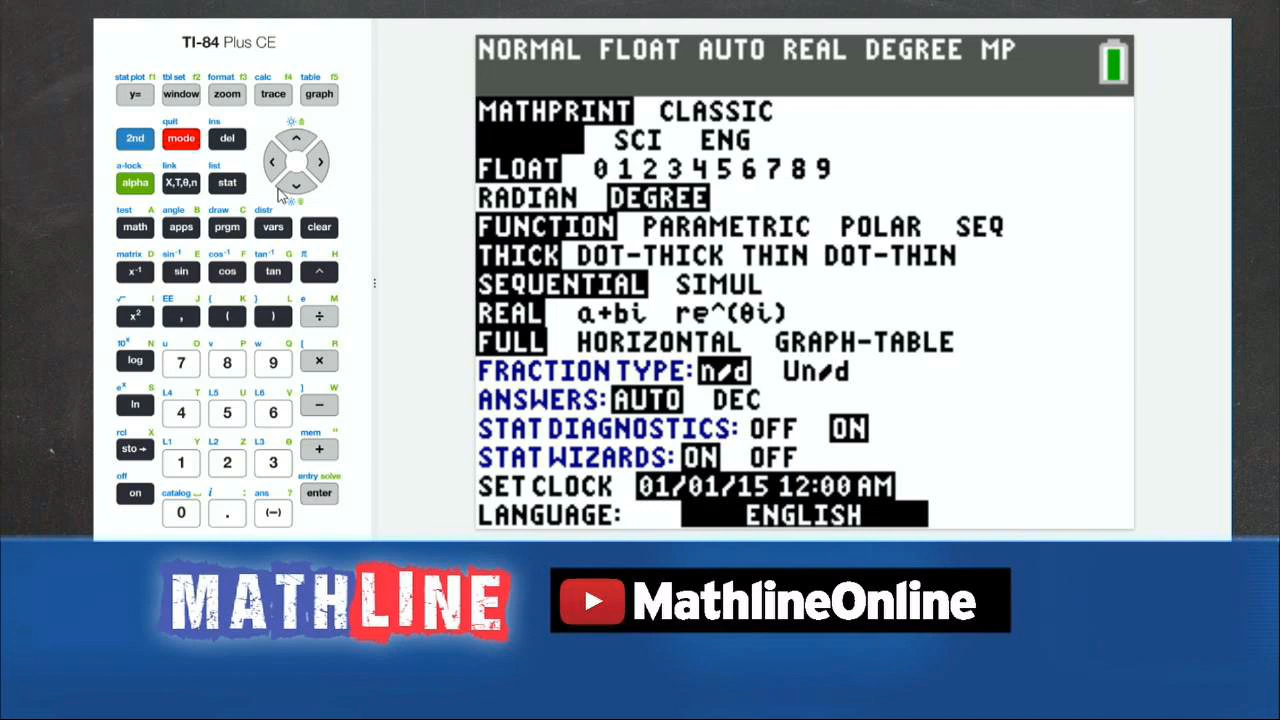 TI-84 Plus CE
stat plot f1 tbl set f2 format f3 calc f4 table f5
y= window zoom trace graph
quit ins
2nd mode del
a-lock link list
alpha X,T,θ,n stat
test A angle B draw C distr
math apps prgm vars clear
matrix D sin⁻¹ E cos⁻¹ F tan⁻¹ G π H
x⁻¹ sin cos tan ^
√ I EE J { K } L e M
x² , ( ) ÷
10ˣ N u O v P w Q [ R
log 7 8 9 ×
eˣ S L4 T L5 U L6 V ] W
ln 4 5 6 −
rcl X L1 Y L2 Z L3 θ mem "
sto→ 1 2 3 +
off catalog i : ans ? entry solve
on 0 . (−) enter
NORMAL FLOAT AUTO REAL DEGREE MP
MATHPRINT CLASSIC
SCI ENG
FLOAT 0 1 2 3 4 5 6 7 8 9
RADIAN DEGREE
FUNCTION PARAMETRIC POLAR SEQ
THICK DOT-THICK THIN DOT-THIN
SEQUENTIAL SIMUL
REAL a+bi re^(θi)
FULL HORIZONTAL GRAPH-TABLE
FRACTION TYPE: n/d Un/d
ANSWERS: AUTO DEC
STAT DIAGNOSTICS: OFF ON
STAT WIZARDS: ON OFF
SET CLOCK 01/01/15 12:00 AM
LANGUAGE: ENGLISH
MATHLINE
MathlineOnline